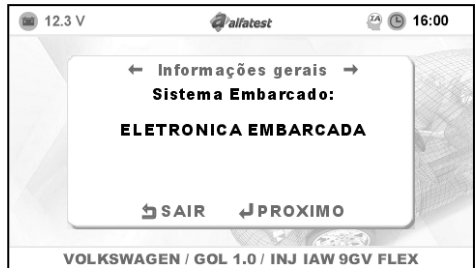 12.3 V alfatest IA 16:00
← Informações gerais →
Sistema Embarcado:
ELETRONICA EMBARCADA
SAIR PROXIMO
VOLKSWAGEN / GOL 1.0 / INJ IAW 9GV FLEX